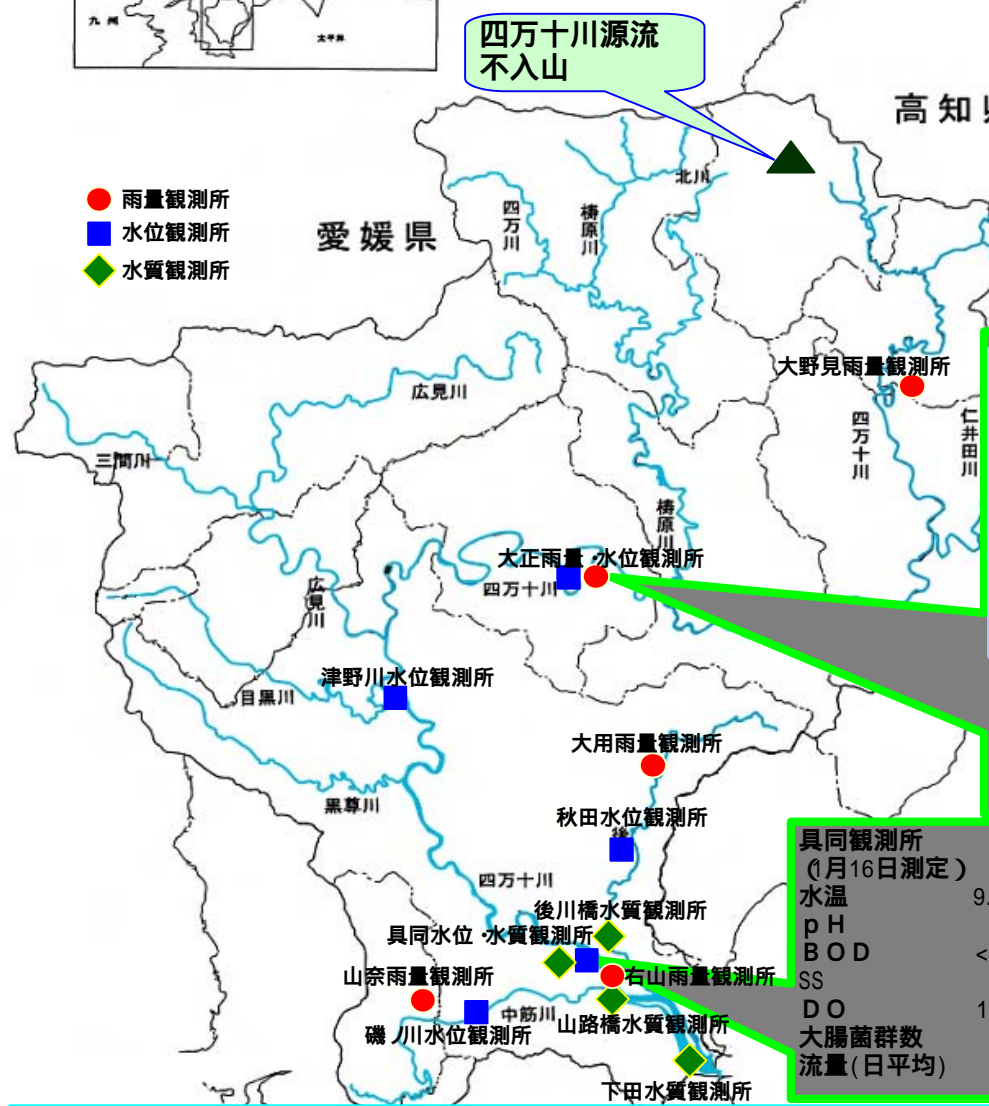 九州
太平洋
四万十川源流
不入山
高知
北川
雨量観測所
水位観測所
水質観測所
愛媛県
四万川
梼原川
大野見雨量観測所
広見川
四万十川
仁井田川
三間川
梼原川
大正雨量・水位観測所
四万十川
広見川
津野川水位観測所
目黒川
大用雨量観測所
黒尊川
秋田水位観測所
後
四万十川
後川橋水質観測所
具同水位・水質観測所
右山雨量観測所
山奈雨量観測所
中筋川
山路橋水質観測所
磯ノ川水位観測所
下田水質観測所
具同観測所
(1月16日測定)
水温 9.
pH
BOD <
SS
DO 1
大腸菌群数
流量(日平均)